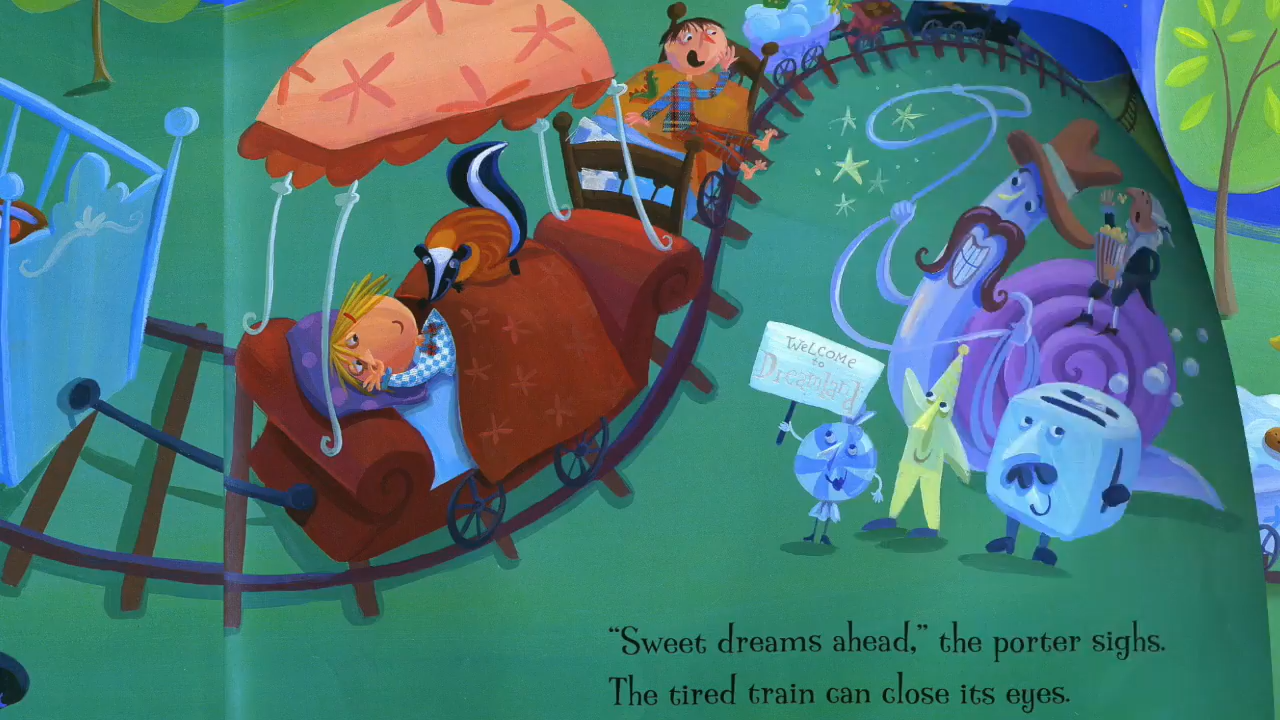 WeLCOMe
to
Dreamland
“Sweet dreams ahead,” the porter sighs.
The tired train can close its eyes.